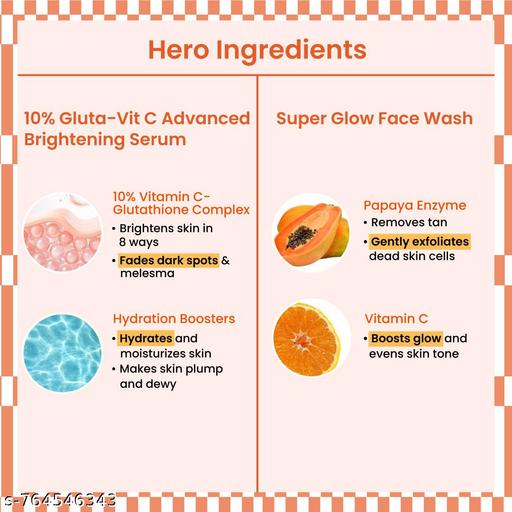 Hero Ingredients
10% Gluta-Vit C Advanced
Brightening Serum
10% Vitamin C-
Glutathione Complex
• Brightens skin in
8 ways
• Fades dark spots &
melesma
Hydration Boosters
• Hydrates and
moisturizes skin
• Makes skin plump
and dewy
Super Glow Face Wash
Papaya Enzyme
• Removes tan
• Gently exfoliates
dead skin cells
Vitamin C
• Boosts glow and
evens skin tone
s-764546343